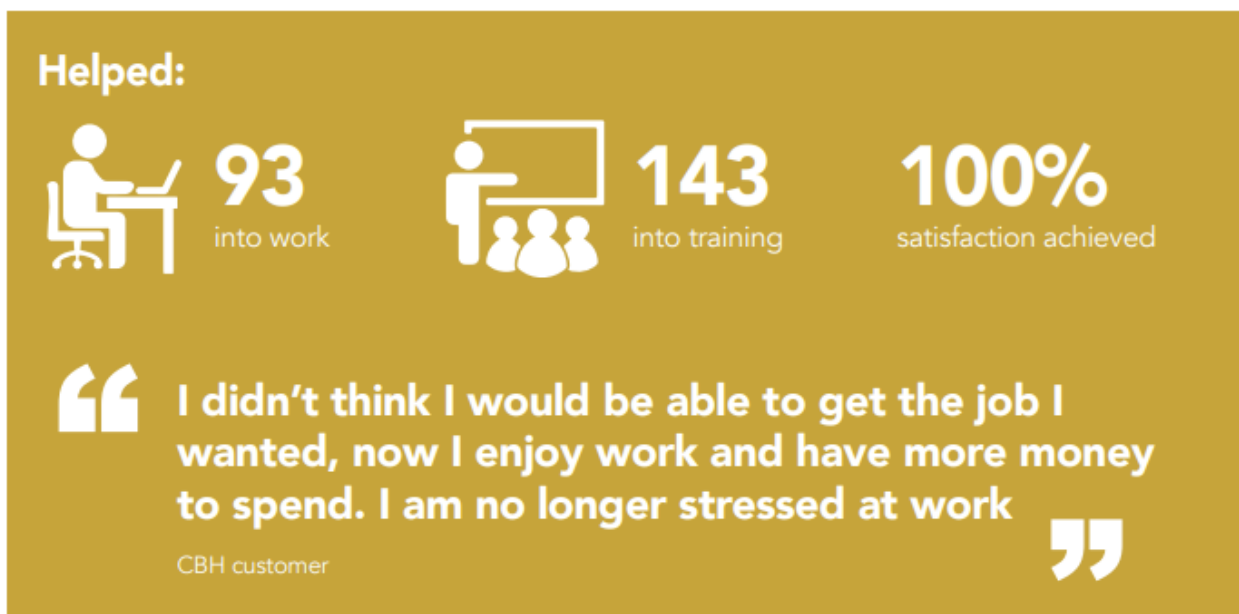 Helped:
93
into work
143
into training
100%
satisfaction achieved
“ I didn’t think I would be able to get the job I
wanted, now I enjoy work and have more money
to spend. I am no longer stressed at work ”
CBH customer